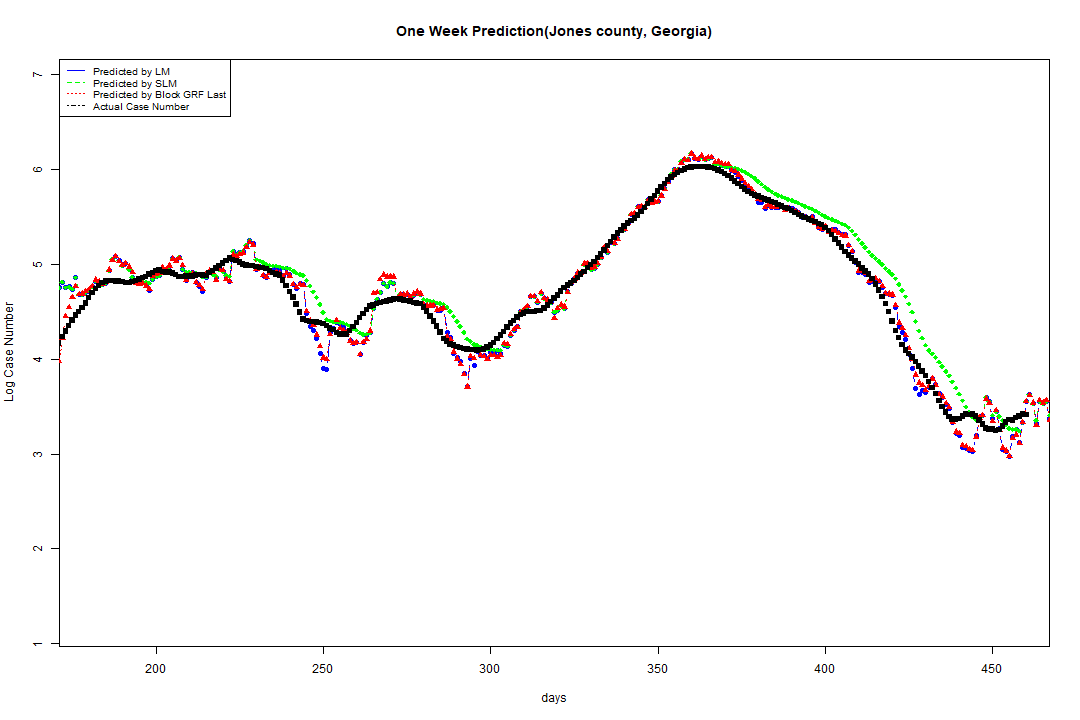 One Week Prediction(Jones county, Georgia)
Predicted by LM
Predicted by SLM
Predicted by Block GRF Last
Actual Case Number
7
6
5
4
3
2
1
Log Case Number
200 250 300 350 400 450
days